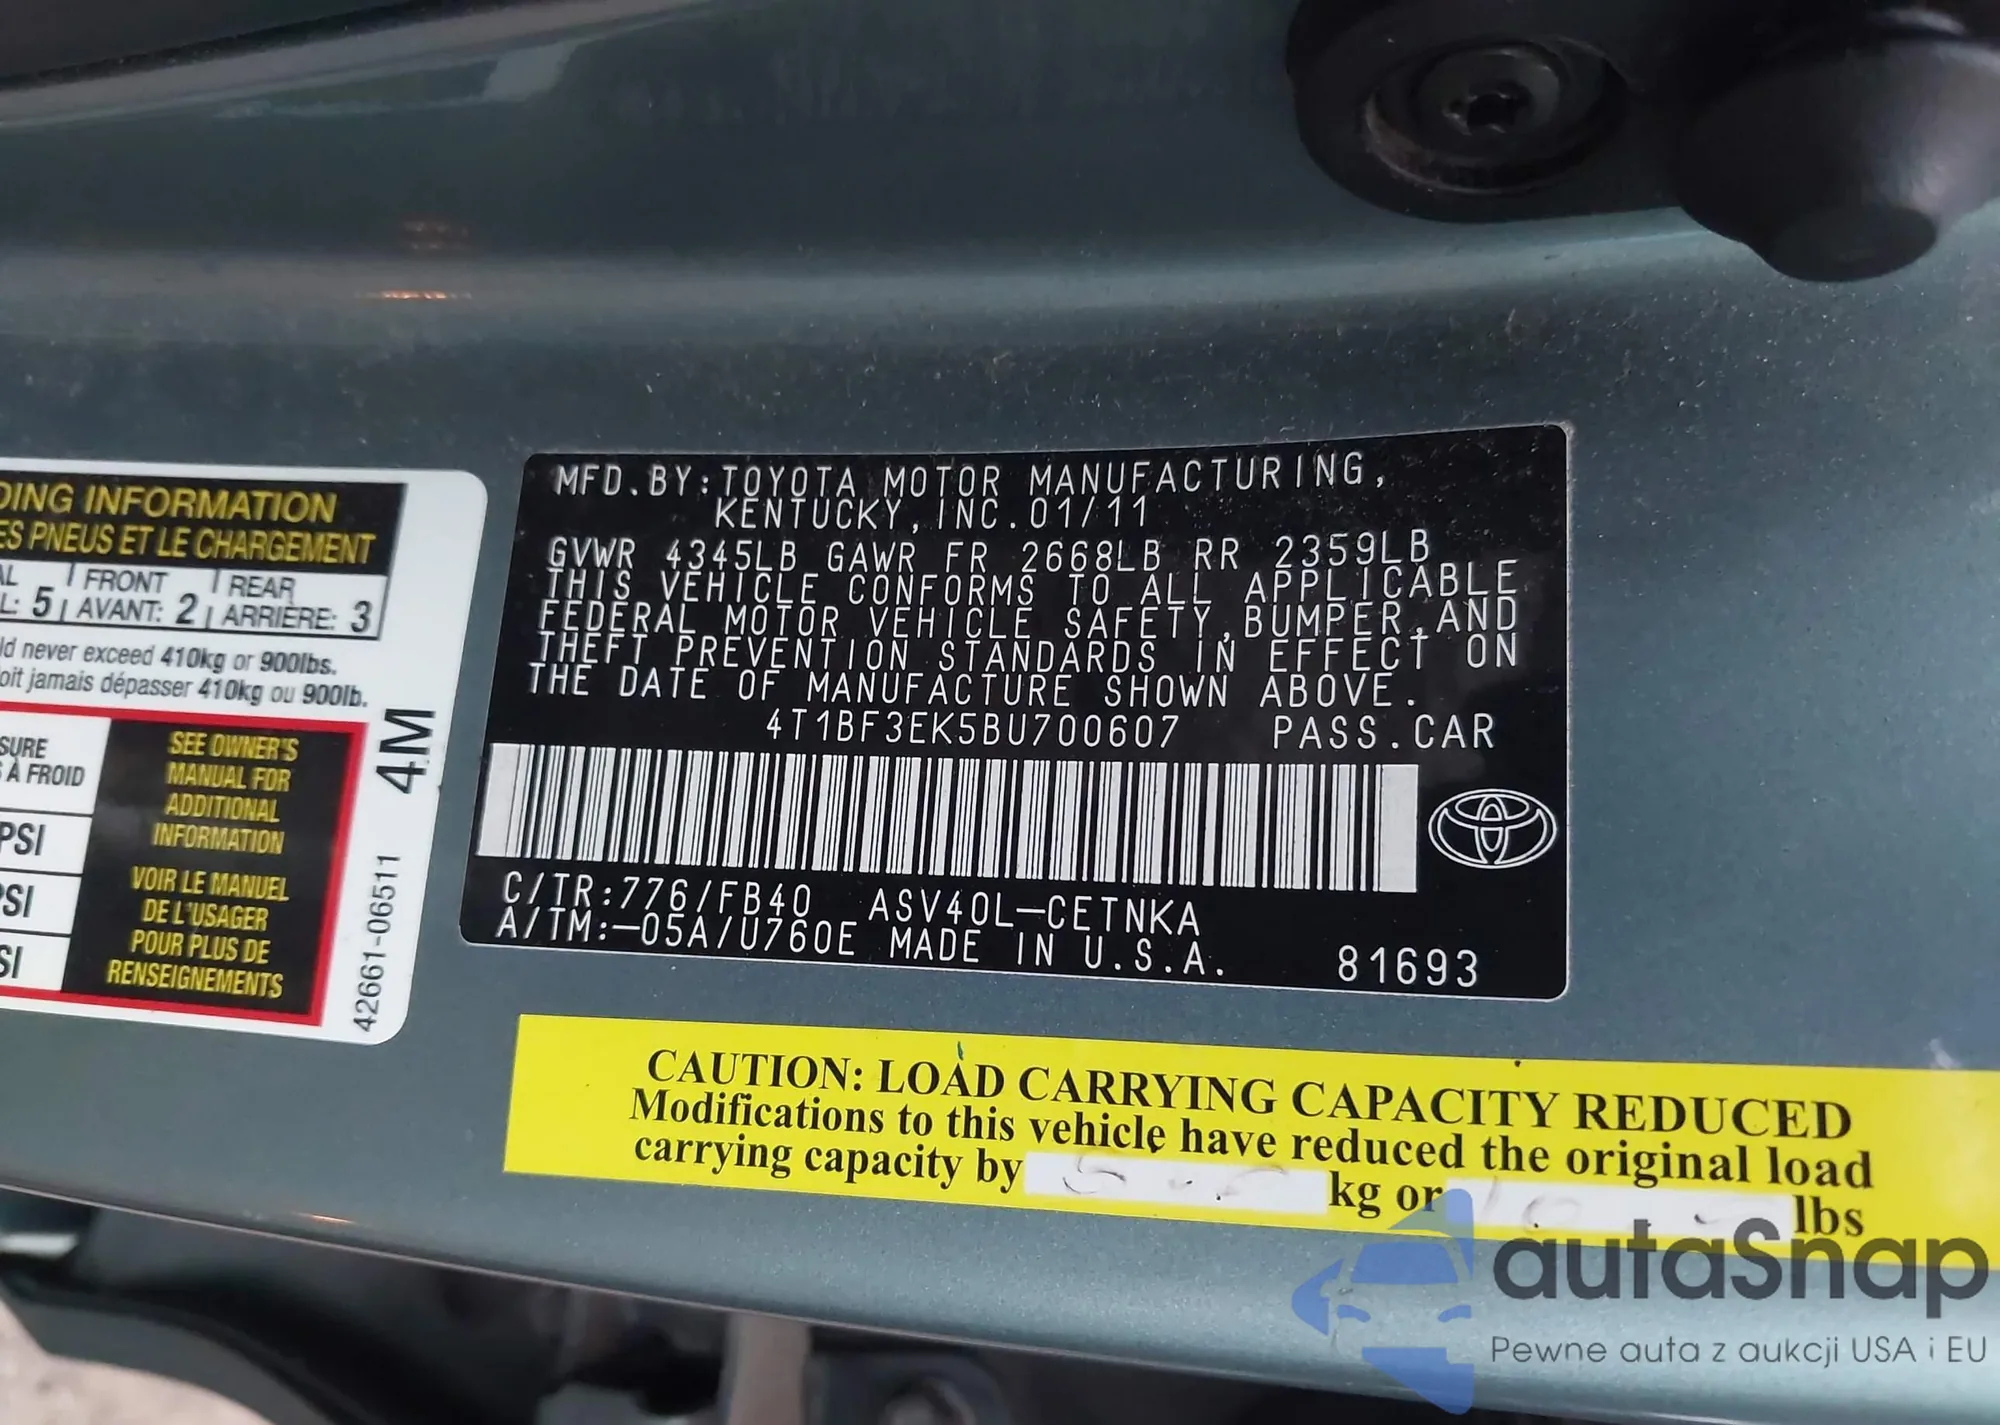 DING INFORMATION
ES PNEUS ET LE CHARGEMENT
AL FRONT REAR
L: 5 AVANT: 2 ARRIÈRE: 3
ld never exceed 410kg or 900lbs.
oit jamais dépasser 410kg ou 900lb.
SURE
À FROID
PSI
PSI
SI
SEE OWNER'S
MANUAL FOR
ADDITIONAL
INFORMATION
VOIR LE MANUEL
DE L'USAGER
POUR PLUS DE
RENSEIGNEMENTS
4M
42661-06511
MFD.BY:TOYOTA MOTOR MANUFACTURING,
KENTUCKY,INC.01/11
GVWR 4345LB GAWR FR 2668LB RR 2359LB
THIS VEHICLE CONFORMS TO ALL APPLICABLE
FEDERAL MOTOR VEHICLE SAFETY,BUMPER,AND
THEFT PREVENTION STANDARDS IN EFFECT ON
THE DATE OF MANUFACTURE SHOWN ABOVE.
4T1BF3EK5BU700607 PASS.CAR
C/TR:776/FB40 ASV40L-CETNKA
A/TM:-05A/U760E MADE IN U.S.A. 81693
CAUTION: LOAD CARRYING CAPACITY REDUCED
Modifications to this vehicle have reduced the original load
carrying capacity by kg or lbs
autaSnap
Pewne auta z aukcji USA i EU